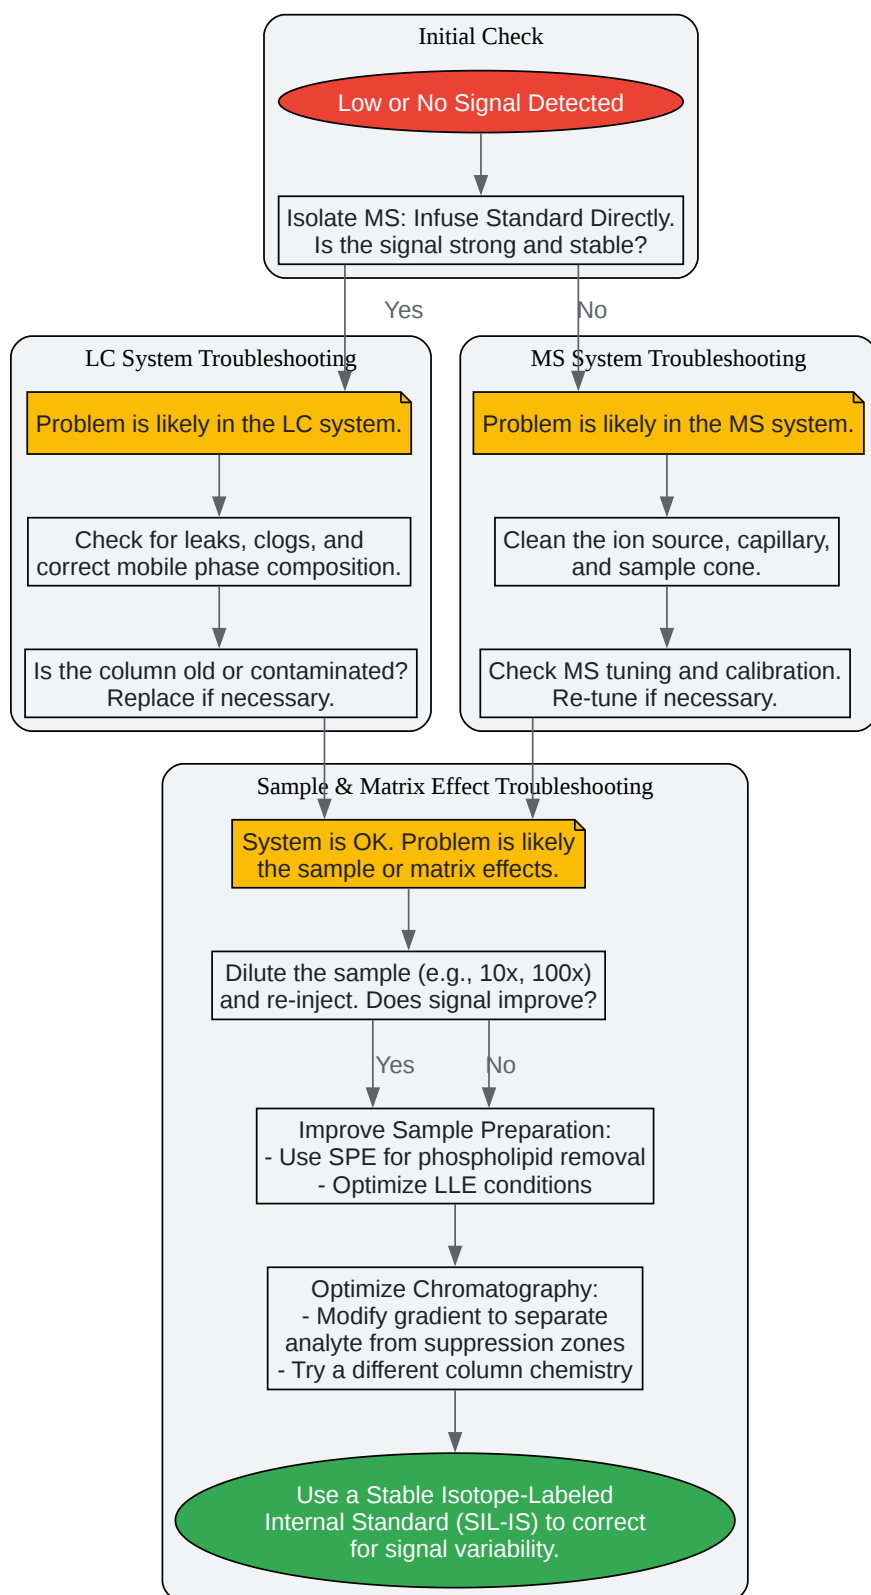 Initial Check
Low or No Signal Detected
Isolate MS: Infuse Standard Directly.
Is the signal strong and stable?
Yes
No
LC System Troubleshooting
Problem is likely in the LC system.
Check for leaks, clogs, and
correct mobile phase composition.
Is the column old or contaminated?
Replace if necessary.
MS System Troubleshooting
Problem is likely in the MS system.
Clean the ion source, capillary,
and sample cone.
Check MS tuning and calibration.
Re-tune if necessary.
Sample & Matrix Effect Troubleshooting
System is OK. Problem is likely
the sample or matrix effects.
Dilute the sample (e.g., 10x, 100x)
and re-inject. Does signal improve?
Yes
No
Improve Sample Preparation:
- Use SPE for phospholipid removal
- Optimize LLE conditions
Optimize Chromatography:
- Modify gradient to separate
analyte from suppression zones
- Try a different column chemistry
Use a Stable Isotope-Labeled
Internal Standard (SIL-IS) to correct
for signal variability.